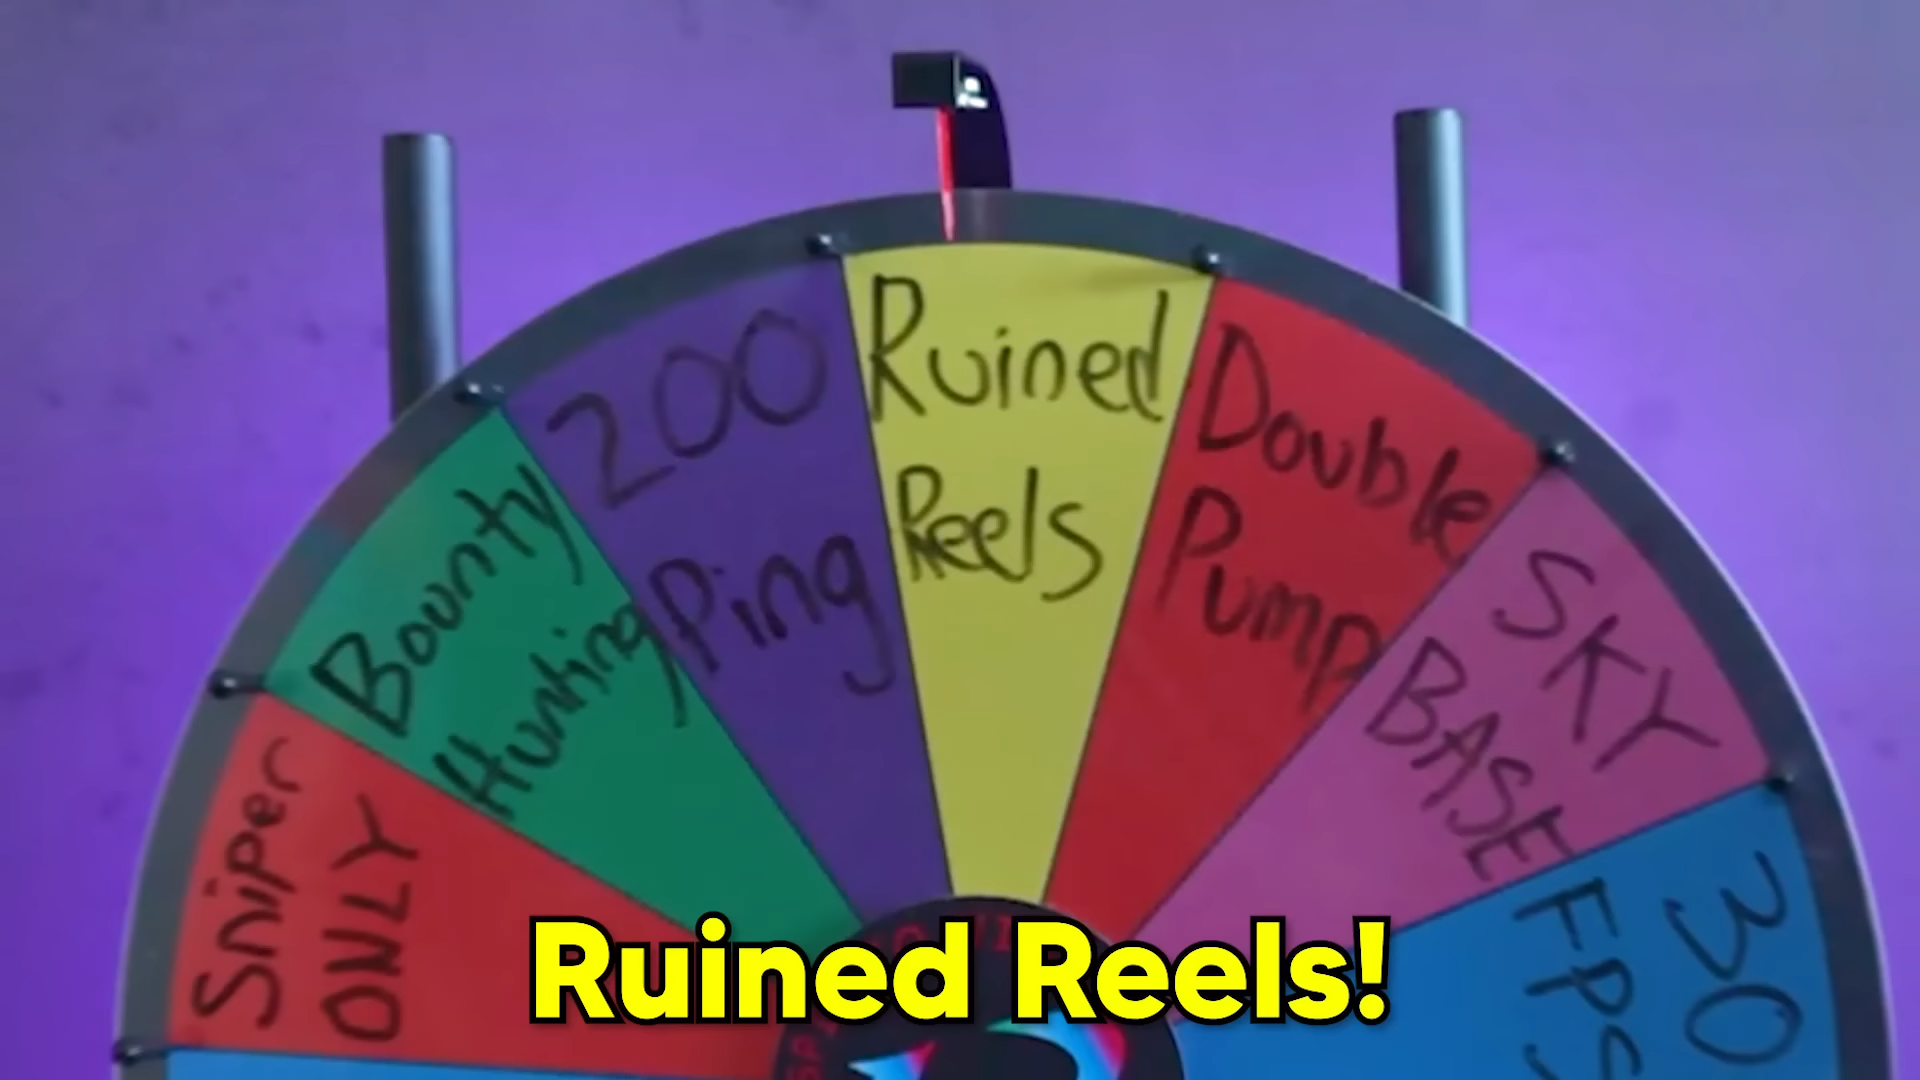 Sniper
ONLY
Bounty
Hunting
200
Ping
Ruined
Reels
Double
Pump
SKY
BASE
30
FPS
Ruined Reels!